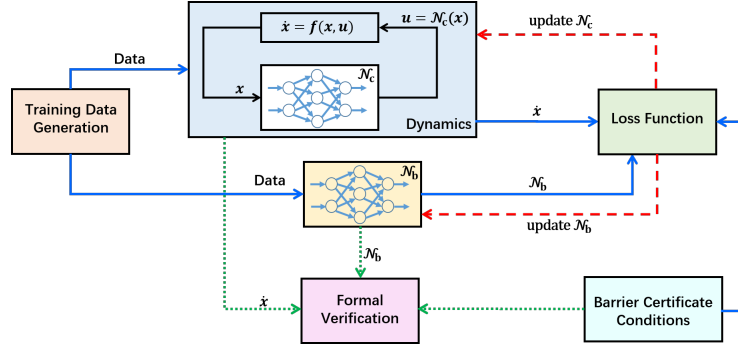 ẋ = f(x, u)
u = 𝒩c(x)
update 𝒩c
Data
x
𝒩c
Training Data
Generation
Dynamics
ẋ
Loss Function
Data
𝒩b
𝒩b
update 𝒩b
𝒩b
ẋ
Formal
Verification
Barrier Certificate
Conditions